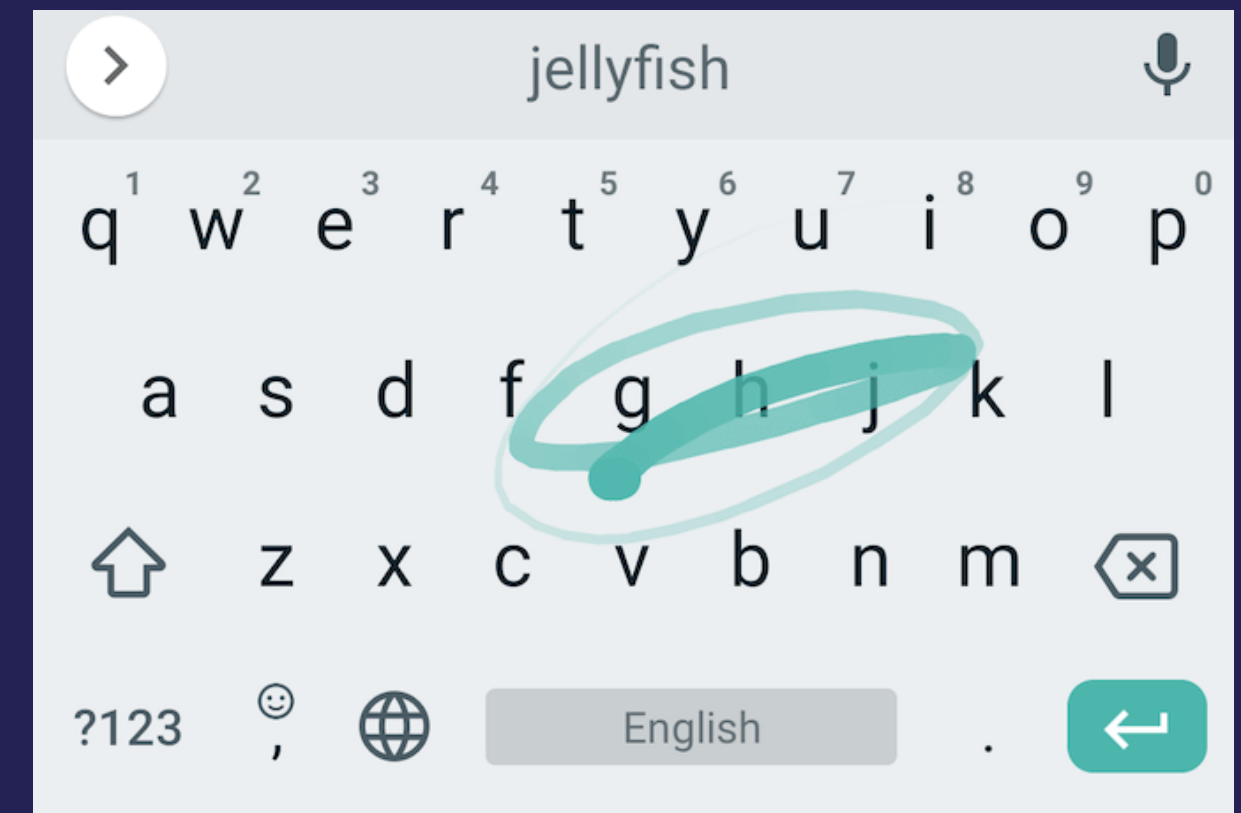 jellyfish
1 2 3 4 5 6 7 8 9 0
q w e r t y u i o p
a s d f g h j k l
z x c v b n m
?123 , English .